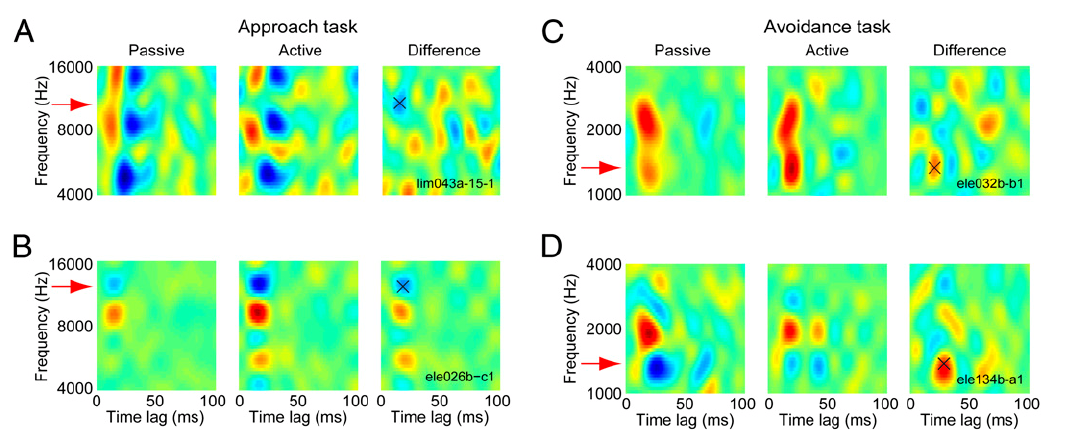 A
Approach task
Passive
Active
Difference
16000
8000
4000
Frequency (Hz)
lim043a-15-1
B
16000
8000
4000
Frequency (Hz)
ele026b-c1
0 50 100
0 50 100
0 50 100
Time lag (ms)
Time lag (ms)
Time lag (ms)
C
Avoidance task
Passive
Active
Difference
4000
2000
1000
Frequency (Hz)
ele032b-b1
D
4000
2000
1000
Frequency (Hz)
ele134b-a1
0 50 100
0 50 100
0 50 100
Time lag (ms)
Time lag (ms)
Time lag (ms)